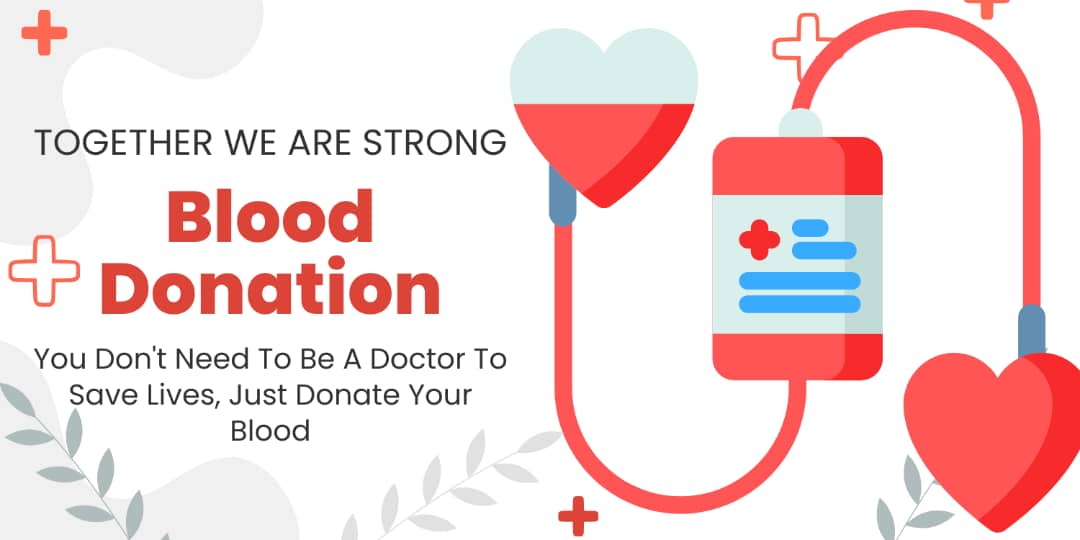 TOGETHER WE ARE STRONG
Blood
Donation
You Don't Need To Be A Doctor To
Save Lives, Just Donate Your
Blood